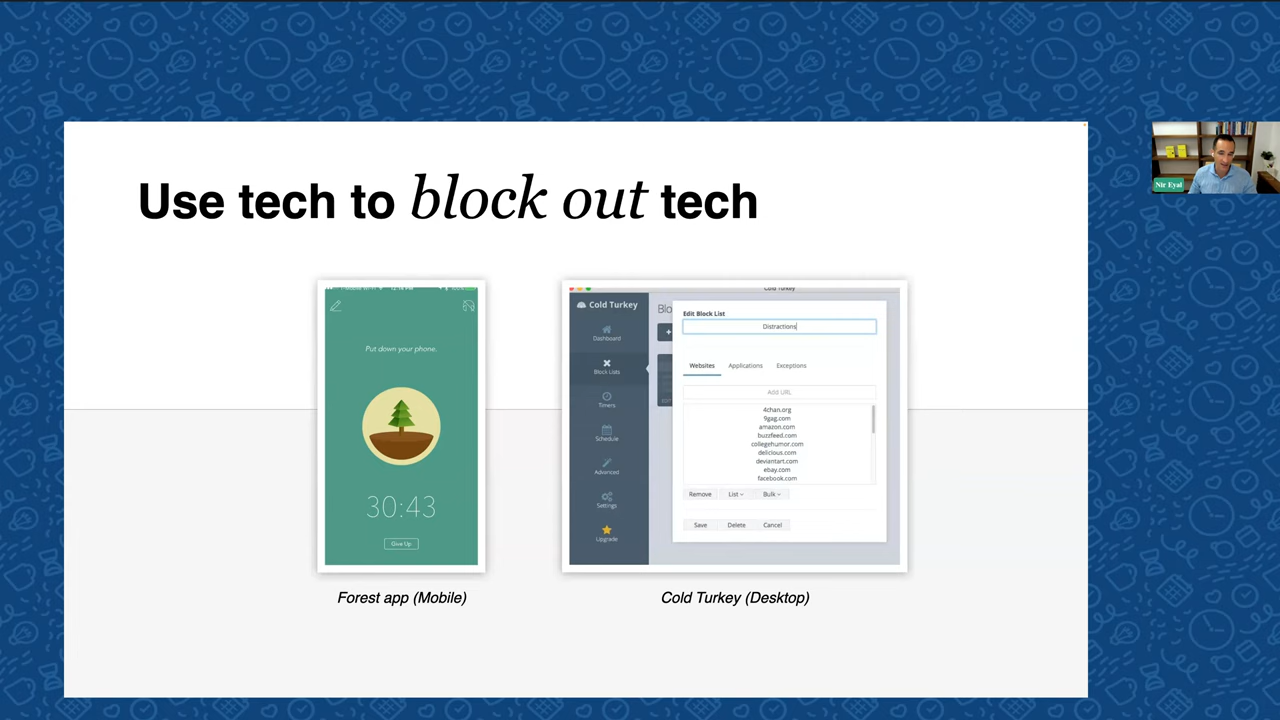 Use tech to block out tech
Nir Eyal
Put down your phone.
30:43
Give Up
Forest app (Mobile)
Cold Turkey
Cold Turkey
Dashboard
Block Lists
Timers
Schedule
Advanced
Settings
Upgrade
Blo
Edit Block List
Distractions
Websites Applications Exceptions
Add URL
4chan.org
9gag.com
amazon.com
buzzfeed.com
collegehumor.com
delicious.com
deviantart.com
ebay.com
facebook.com
Remove List Bulk
Save Delete Cancel
Cold Turkey (Desktop)